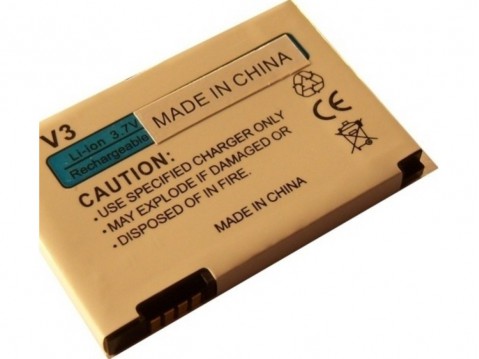 V3
Li-ion 3.7V
Rechargeable
MADE IN CHINA
CE
CAUTION:
• USE SPECIFIED CHARGER ONLY
• MAY EXPLODE IF DAMAGED OR
• DISPOSED OF IN FIRE.
MADE IN CHINA